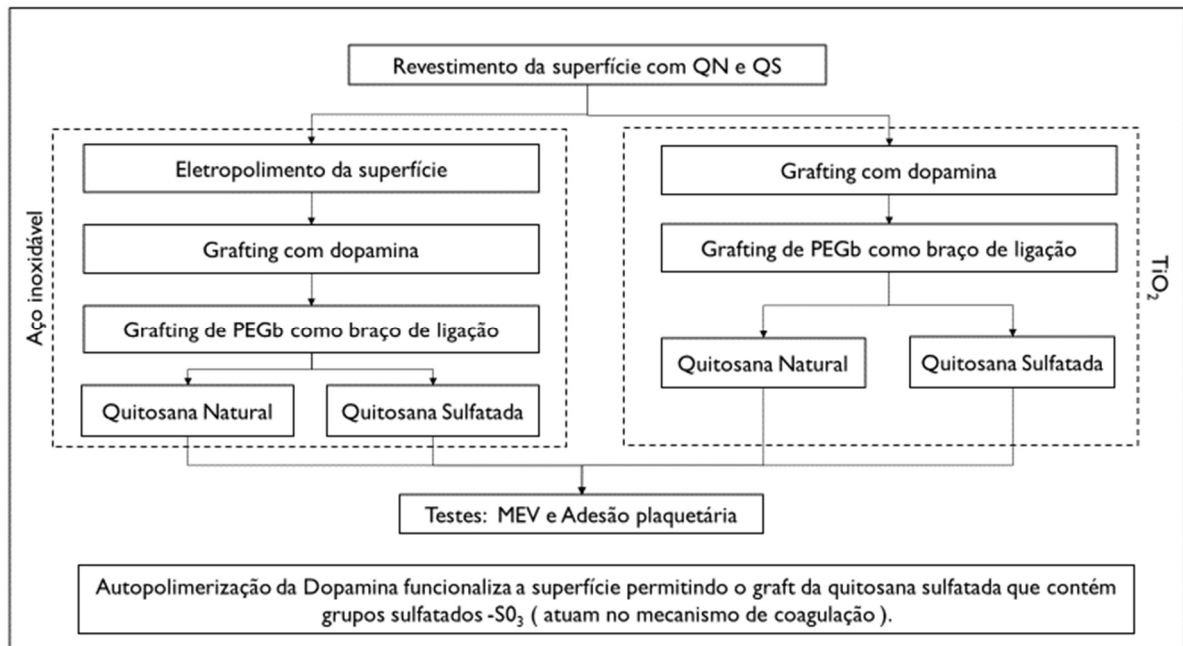 Revestimento da superfície com QN e QS
Aço inoxidável
Eletropolimento da superfície
Grafting com dopamina
Grafting de PEGb como braço de ligação
Quitosana Natural
Quitosana Sulfatada
TiO₂
Grafting com dopamina
Grafting de PEGb como braço de ligação
Quitosana Natural
Quitosana Sulfatada
Testes: MEV e Adesão plaquetária
Autopolimerização da Dopamina funcionaliza a superfície permitindo o graft da quitosana sulfatada que contém
grupos sulfatados -S0₃ ( atuam no mecanismo de coagulação ).